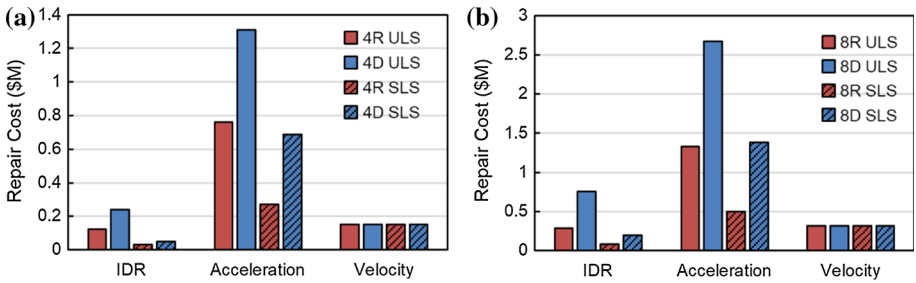 (a)
Repair Cost ($M)
1.4
1.2
1
0.8
0.6
0.4
0.2
0
4R ULS
4D ULS
4R SLS
4D SLS
IDR Acceleration Velocity
(b)
Repair Cost ($M)
3
2.5
2
1.5
1
0.5
0
8R ULS
8D ULS
8R SLS
8D SLS
IDR Acceleration Velocity